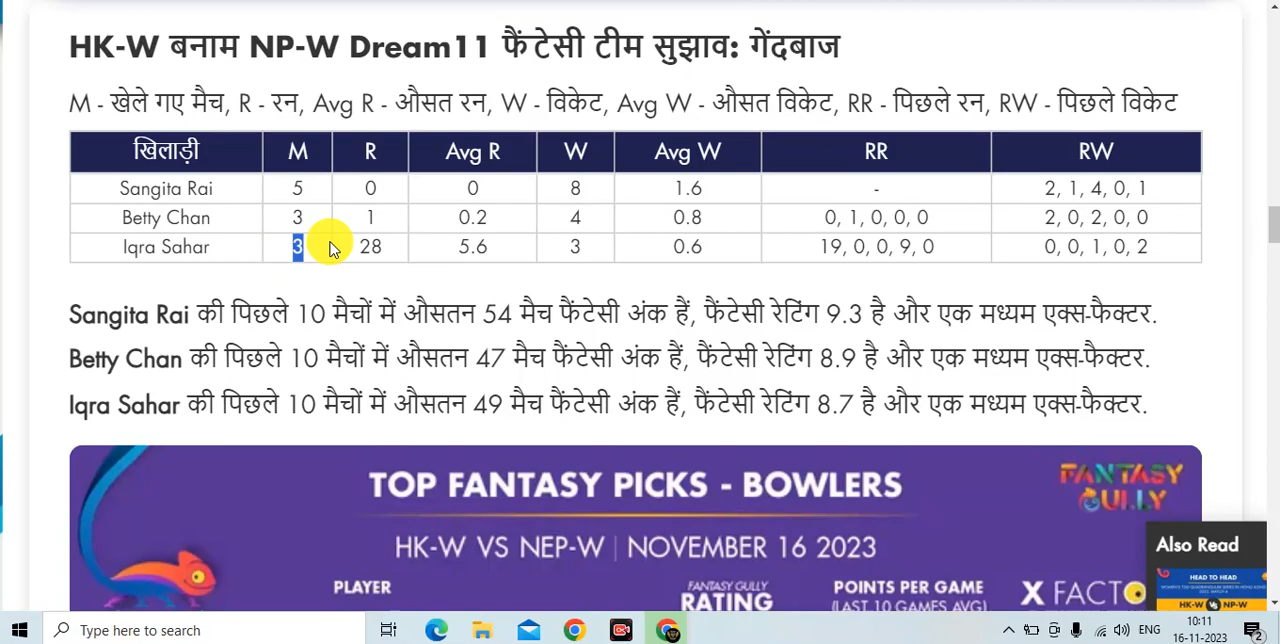 HK-W बनाम NP-W Dream11 फैंटेसी टीम सुझाव: गेंदबाज
M - खेले गए मैच, R - रन, Avg R - औसत रन, W - विकेट, Avg W - औसत विकेट, RR - पिछले रन, RW - पिछले विकेट
खिलाड़ी M R Avg R W Avg W RR RW
Sangita Rai 5 0 0 8 1.6 - 2, 1, 4, 0, 1
Betty Chan 3 1 0.2 4 0.8 0, 1, 0, 0, 0 2, 0, 2, 0, 0
Iqra Sahar 3 28 5.6 3 0.6 19, 0, 0, 9, 0 0, 0, 1, 0, 2
Sangita Rai की पिछले 10 मैचों में औसतन 54 मैच फैंटेसी अंक हैं, फैंटेसी रेटिंग 9.3 है और एक मध्यम एक्स-फैक्टर.
Betty Chan की पिछले 10 मैचों में औसतन 47 मैच फैंटेसी अंक हैं, फैंटेसी रेटिंग 8.9 है और एक मध्यम एक्स-फैक्टर.
Iqra Sahar की पिछले 10 मैचों में औसतन 49 मैच फैंटेसी अंक हैं, फैंटेसी रेटिंग 8.7 है और एक मध्यम एक्स-फैक्टर.
TOP FANTASY PICKS - BOWLERS
FANTASY
GULLY
HK-W VS NEP-W | NOVEMBER 16 2023
Also Read
PLAYER
FANTASY GULLY
RATING
POINTS PER GAME
(LAST 10 GAMES AVG)
X FACTO
HEAD TO HEAD
HK-W VS NP-W
Type here to search
ENG
10:11
16-11-2023
2